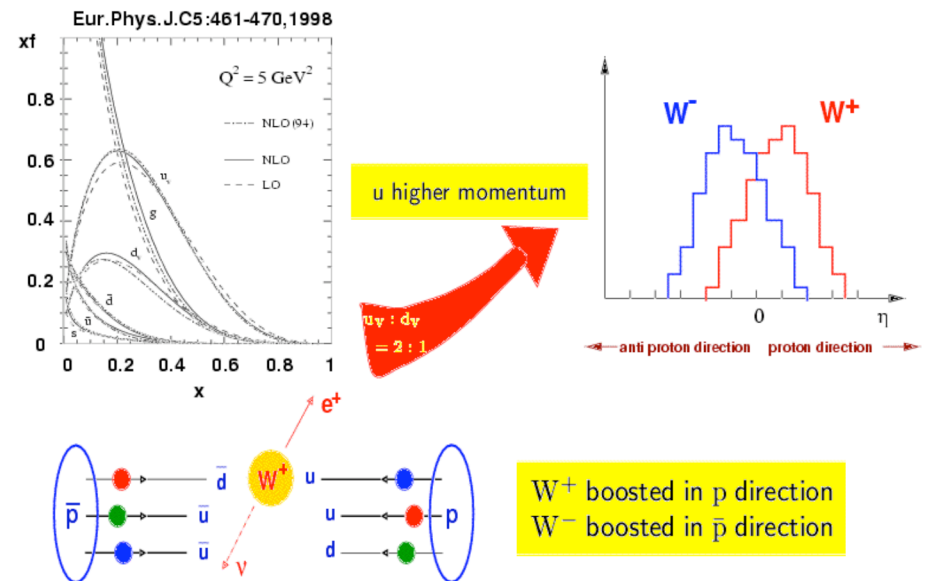 Eur.Phys.J.C5:461-470,1998
xf
Q² = 5 GeV²
NLO (94)
NLO
LO
0.8
0.6
0.4
0.2
0
u_v
g
d_v
d̄
ū
s
0 0.2 0.4 0.6 0.8 1
x
u higher momentum
u_v : d_v
= 2 : 1
W⁻ W⁺
0 η
anti proton direction proton direction
e⁺
p̄ d̄ W⁺ u
ū u p
ū d
ν
W⁺ boosted in p direction
W⁻ boosted in p̄ direction